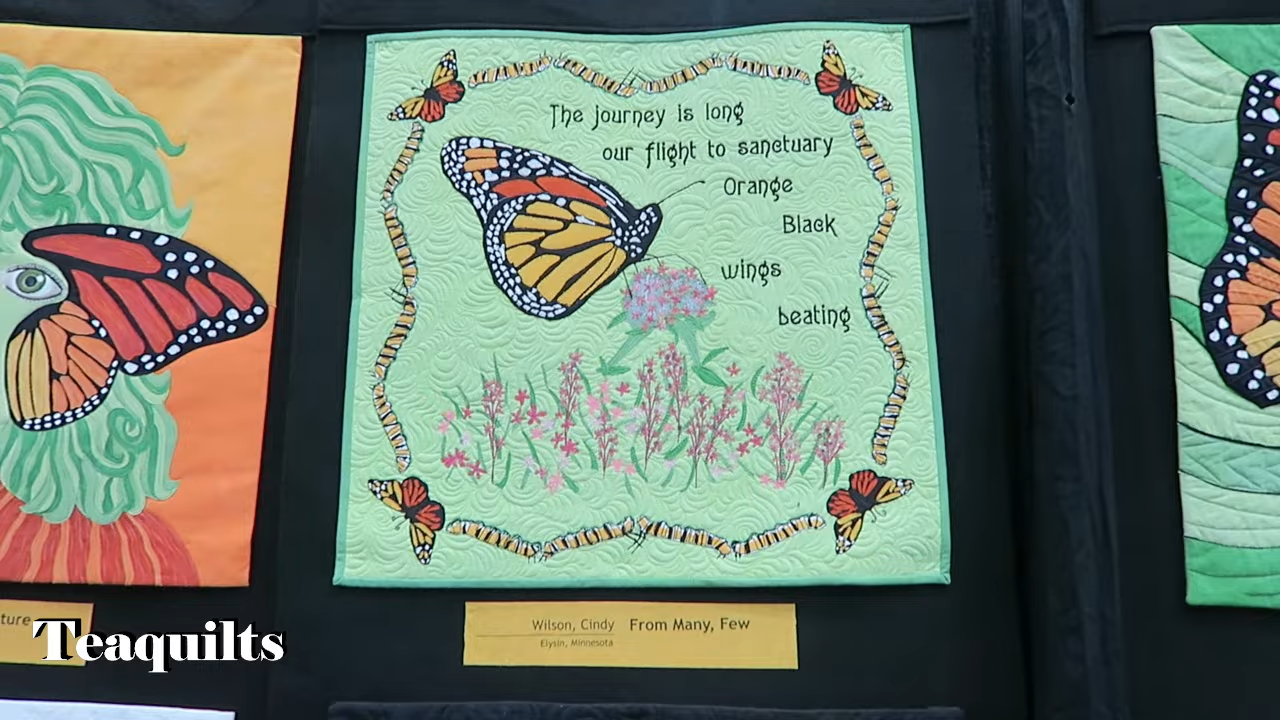 The journey is long
our flight to sanctuary
Orange
Black
wings
beating
Wilson, Cindy From Many, Few
Elysin, Minnesota
ture
Teaquilts